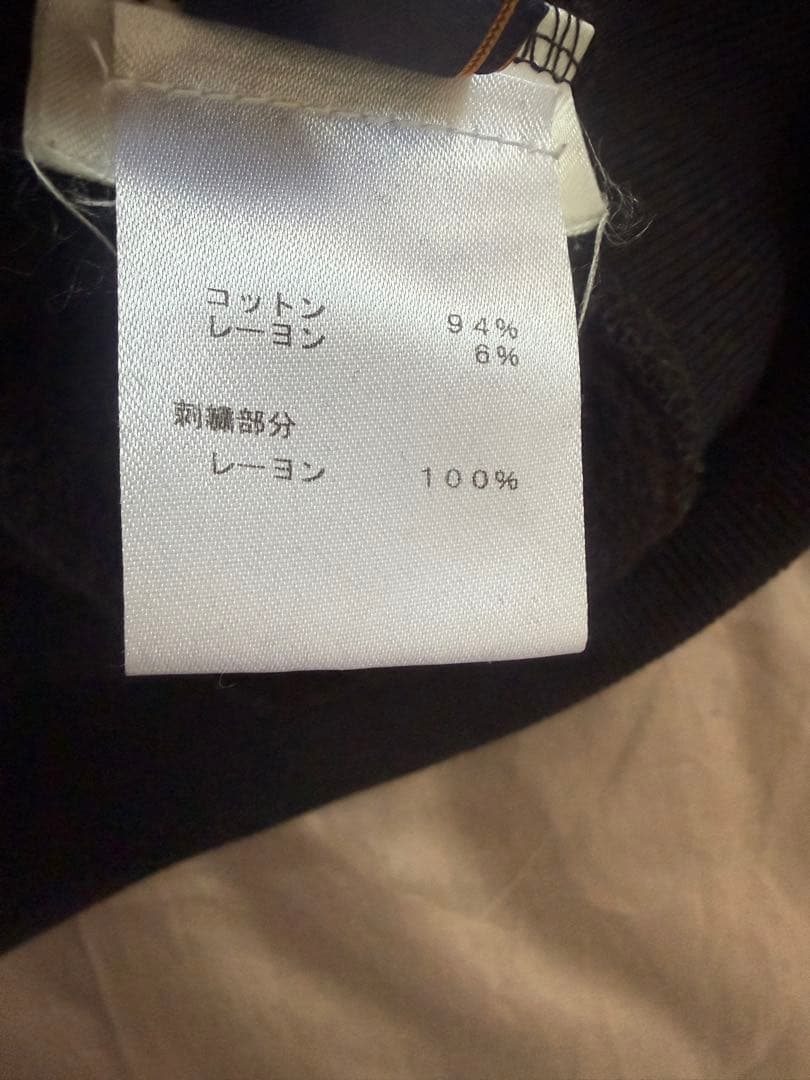 コットン 94%
レーヨン 6%
刺繍部分
レーヨン 100%